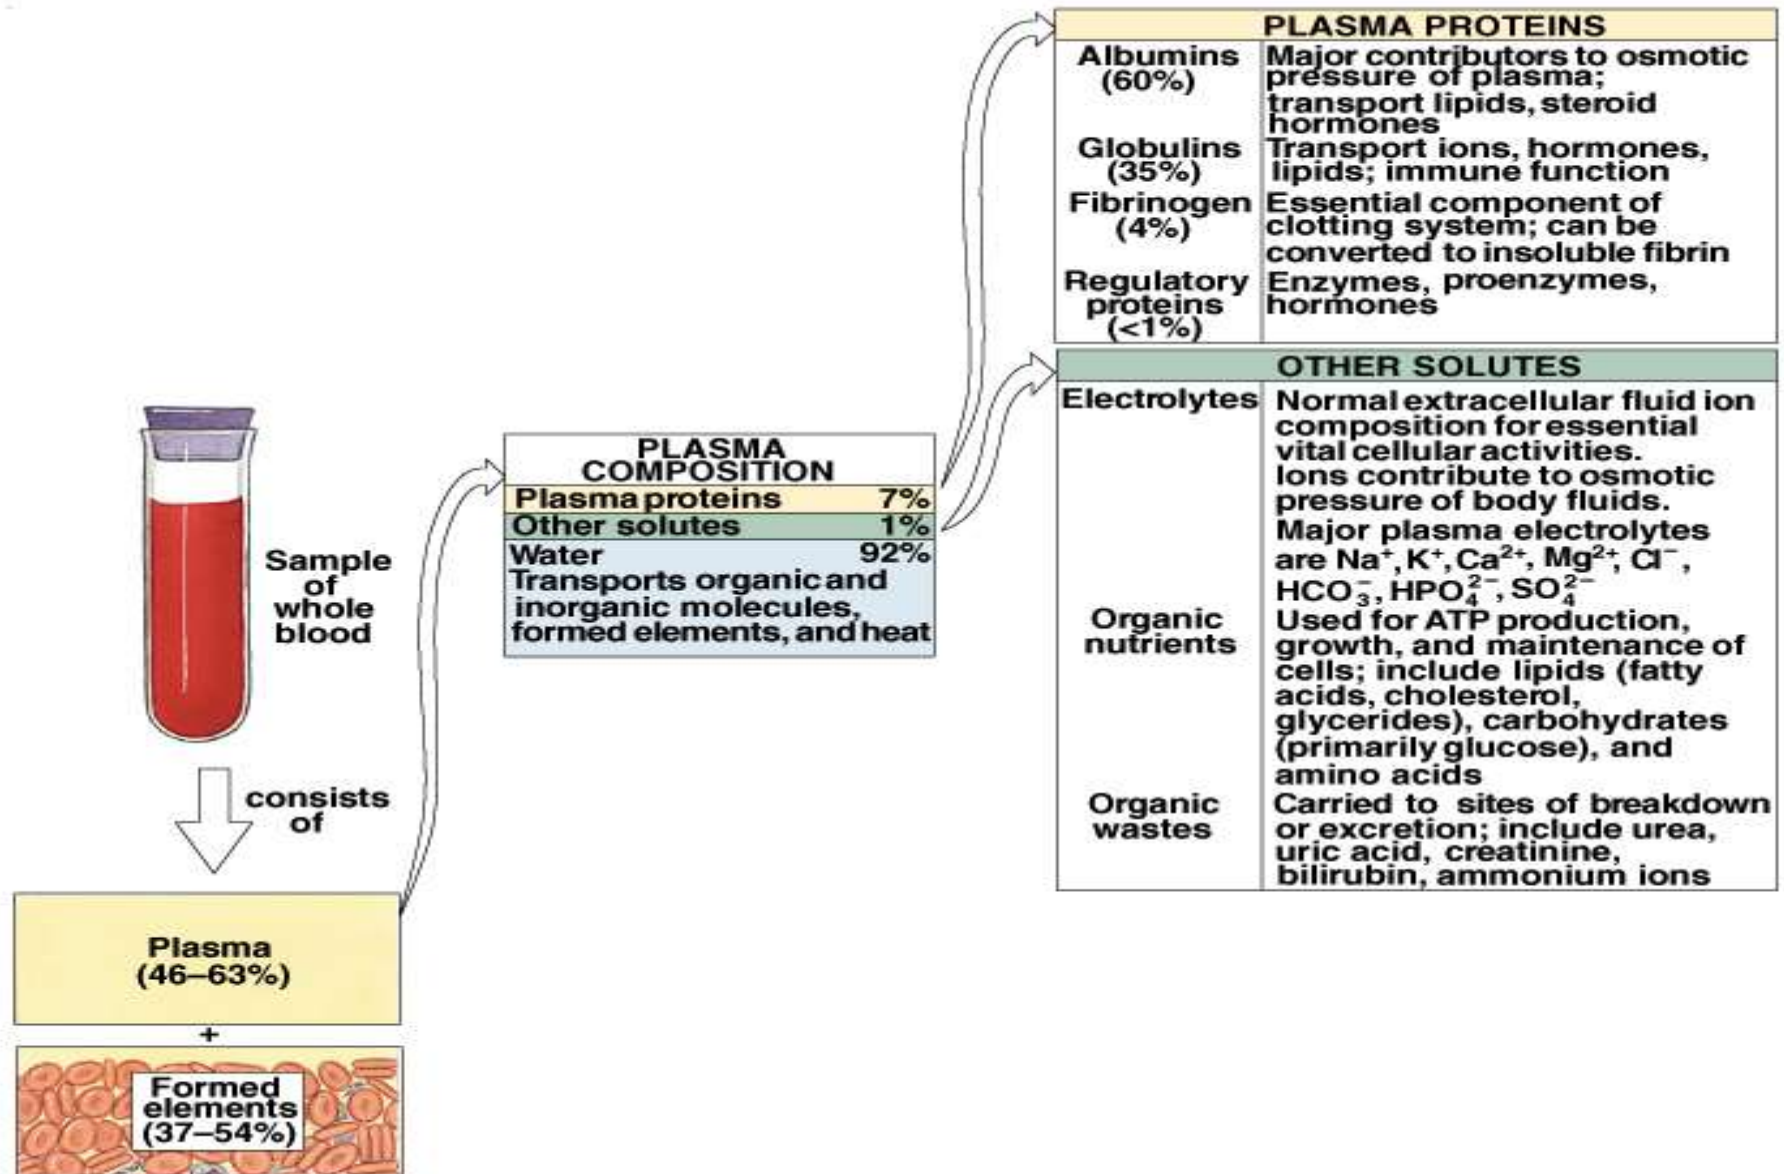 Sample
of
whole
blood
consists
of
Plasma
(46–63%)
+
Formed
elements
(37–54%)
PLASMA
COMPOSITION
Plasma proteins 7%
Other solutes 1%
Water 92%
Transports organic and
inorganic molecules,
formed elements, and heat
PLASMA PROTEINS
Albumins
(60%)
Major contributors to osmotic
pressure of plasma;
transport lipids, steroid
hormones
Globulins
(35%)
Transport ions, hormones,
lipids; immune function
Fibrinogen
(4%)
Essential component of
clotting system; can be
converted to insoluble fibrin
Regulatory
proteins
(<1%)
Enzymes, proenzymes,
hormones
OTHER SOLUTES
Electrolytes
Normal extracellular fluid ion
composition for essential
vital cellular activities.
Ions contribute to osmotic
pressure of body fluids.
Major plasma electrolytes
are Na⁺, K⁺, Ca²⁺, Mg²⁺, Cl⁻,
HCO₃⁻, HPO₄²⁻, SO₄²⁻
Organic
nutrients
Used for ATP production,
growth, and maintenance of
cells; include lipids (fatty
acids, cholesterol,
glycerides), carbohydrates
(primarily glucose), and
amino acids
Organic
wastes
Carried to sites of breakdown
or excretion; include urea,
uric acid, creatinine,
bilirubin, ammonium ions